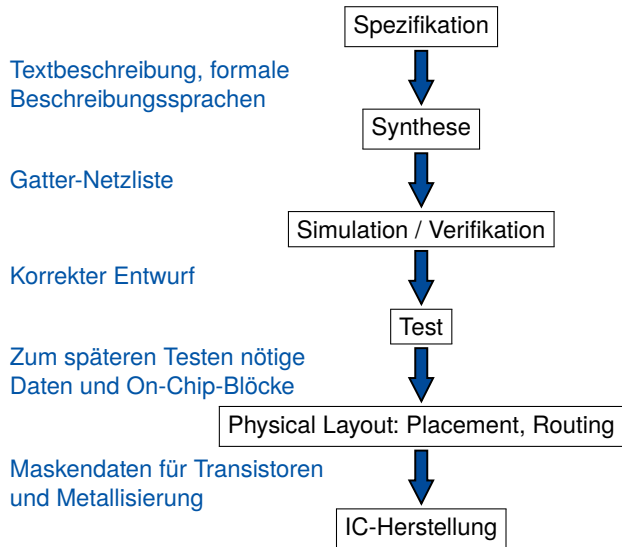 Spezifikation
Textbeschreibung, formale
Beschreibungssprachen
Synthese
Gatter-Netzliste
Simulation / Verifikation
Korrekter Entwurf
Test
Zum späteren Testen nötige
Daten und On-Chip-Blöcke
Physical Layout: Placement, Routing
Maskendaten für Transistoren
und Metallisierung
IC-Herstellung